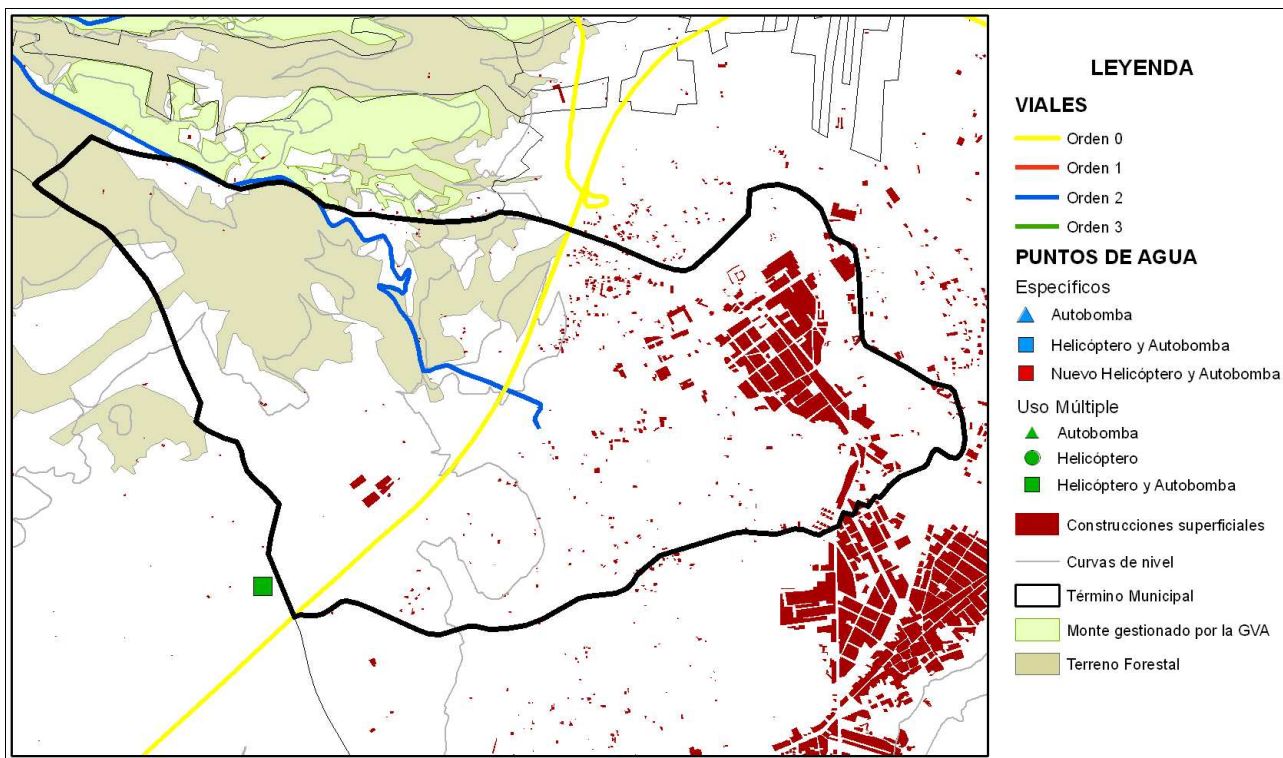 LEYENDA
VIALES
Orden 0
Orden 1
Orden 2
Orden 3
PUNTOS DE AGUA
Específicos
Autobomba
Helicóptero y Autobomba
Nuevo Helicóptero y Autobomba
Uso Múltiple
Autobomba
Helicóptero
Helicóptero y Autobomba
Construcciones superficiales
Curvas de nivel
Término Municipal
Monte gestionado por la GVA
Terreno Forestal